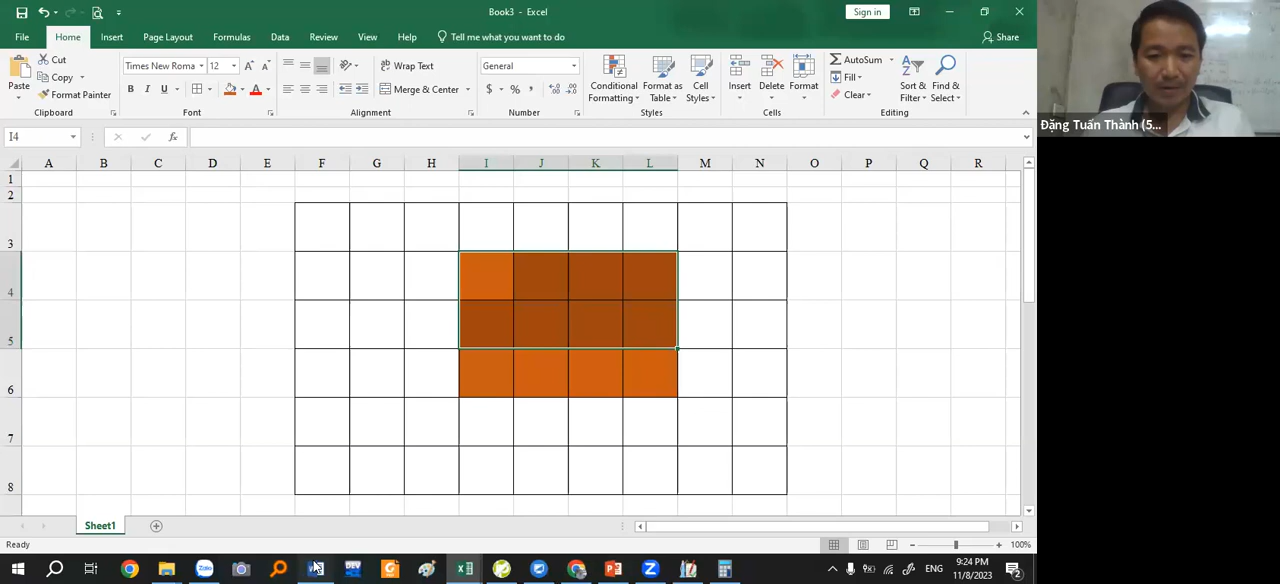 Book3 - Excel
Sign in
File Home Insert Page Layout Formulas Data Review View Help Tell me what you want to do Share
Paste
Cut
Copy
Format Painter
Clipboard
Times New Roma 12
B I U
Font
Wrap Text
Merge & Center
Alignment
General
$ % ,
Number
Conditional Formatting
Format as Table
Cell Styles
Styles
Insert Delete Format
Cells
AutoSum
Fill
Clear
Sort & Filter
Find & Select
Editing
Đặng Tuấn Thành (5...
I4
fx
A B C D E F G H I J K L M N O P Q R
1
2
3
4
5
6
7
8
Sheet1
Ready
100%
DEV
ENG
9:24 PM
11/8/2023
2